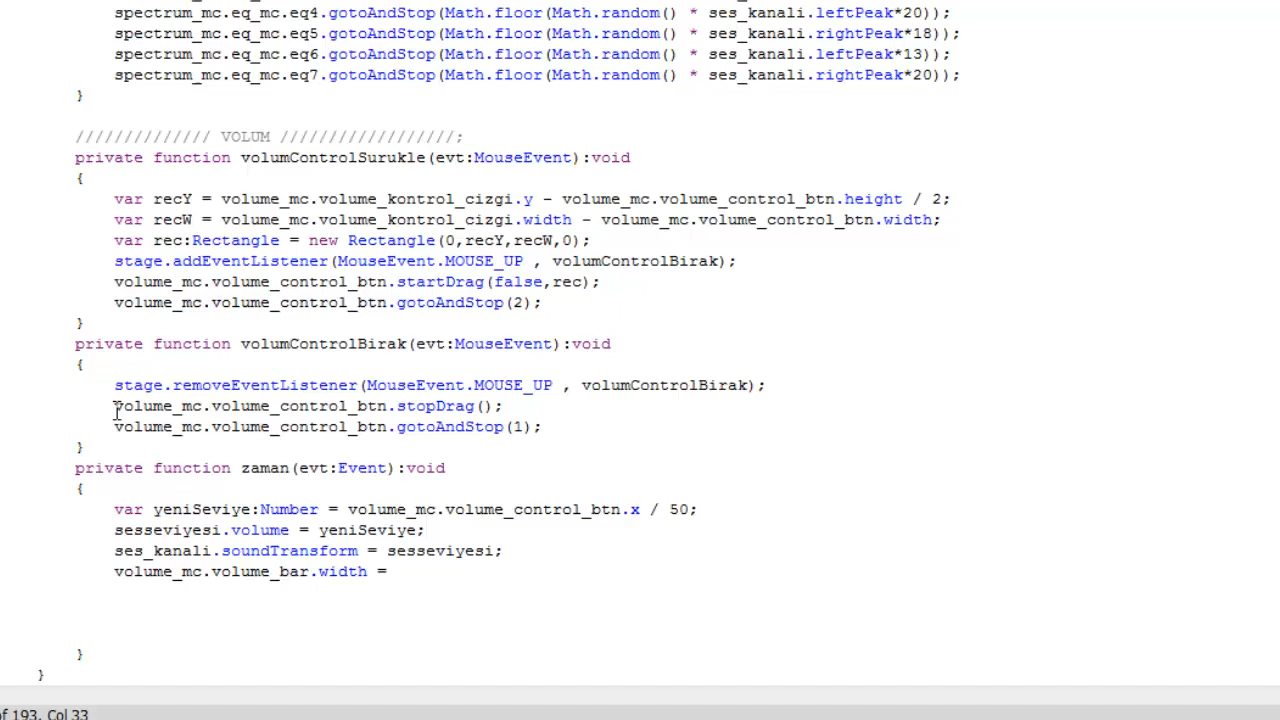 spectrum_mc.eq_mc.eq4.gotoAndStop(Math.floor(Math.random() * ses_kanali.leftPeak*20));
spectrum_mc.eq_mc.eq5.gotoAndStop(Math.floor(Math.random() * ses_kanali.rightPeak*18));
spectrum_mc.eq_mc.eq6.gotoAndStop(Math.floor(Math.random() * ses_kanali.leftPeak*13));
spectrum_mc.eq_mc.eq7.gotoAndStop(Math.floor(Math.random() * ses_kanali.rightPeak*20));
}
////////////// VOLUM //////////////////;
private function volumControlSurukle(evt:MouseEvent):void
{
var recY = volume_mc.volume_kontrol_cizgi.y - volume_mc.volume_control_btn.height / 2;
var recW = volume_mc.volume_kontrol_cizgi.width - volume_mc.volume_control_btn.width;
var rec:Rectangle = new Rectangle(0,recY,recW,0);
stage.addEventListener(MouseEvent.MOUSE_UP , volumControlBirak);
volume_mc.volume_control_btn.startDrag(false,rec);
volume_mc.volume_control_btn.gotoAndStop(2);
}
private function volumControlBirak(evt:MouseEvent):void
{
stage.removeEventListener(MouseEvent.MOUSE_UP , volumControlBirak);
volume_mc.volume_control_btn.stopDrag();
volume_mc.volume_control_btn.gotoAndStop(1);
}
private function zaman(evt:Event):void
{
var yeniSeviye:Number = volume_mc.volume_control_btn.x / 50;
sesseviyesi.volume = yeniSeviye;
ses_kanali.soundTransform = sesseviyesi;
volume_mc.volume_bar.width =
}
}
of 193, Col 33